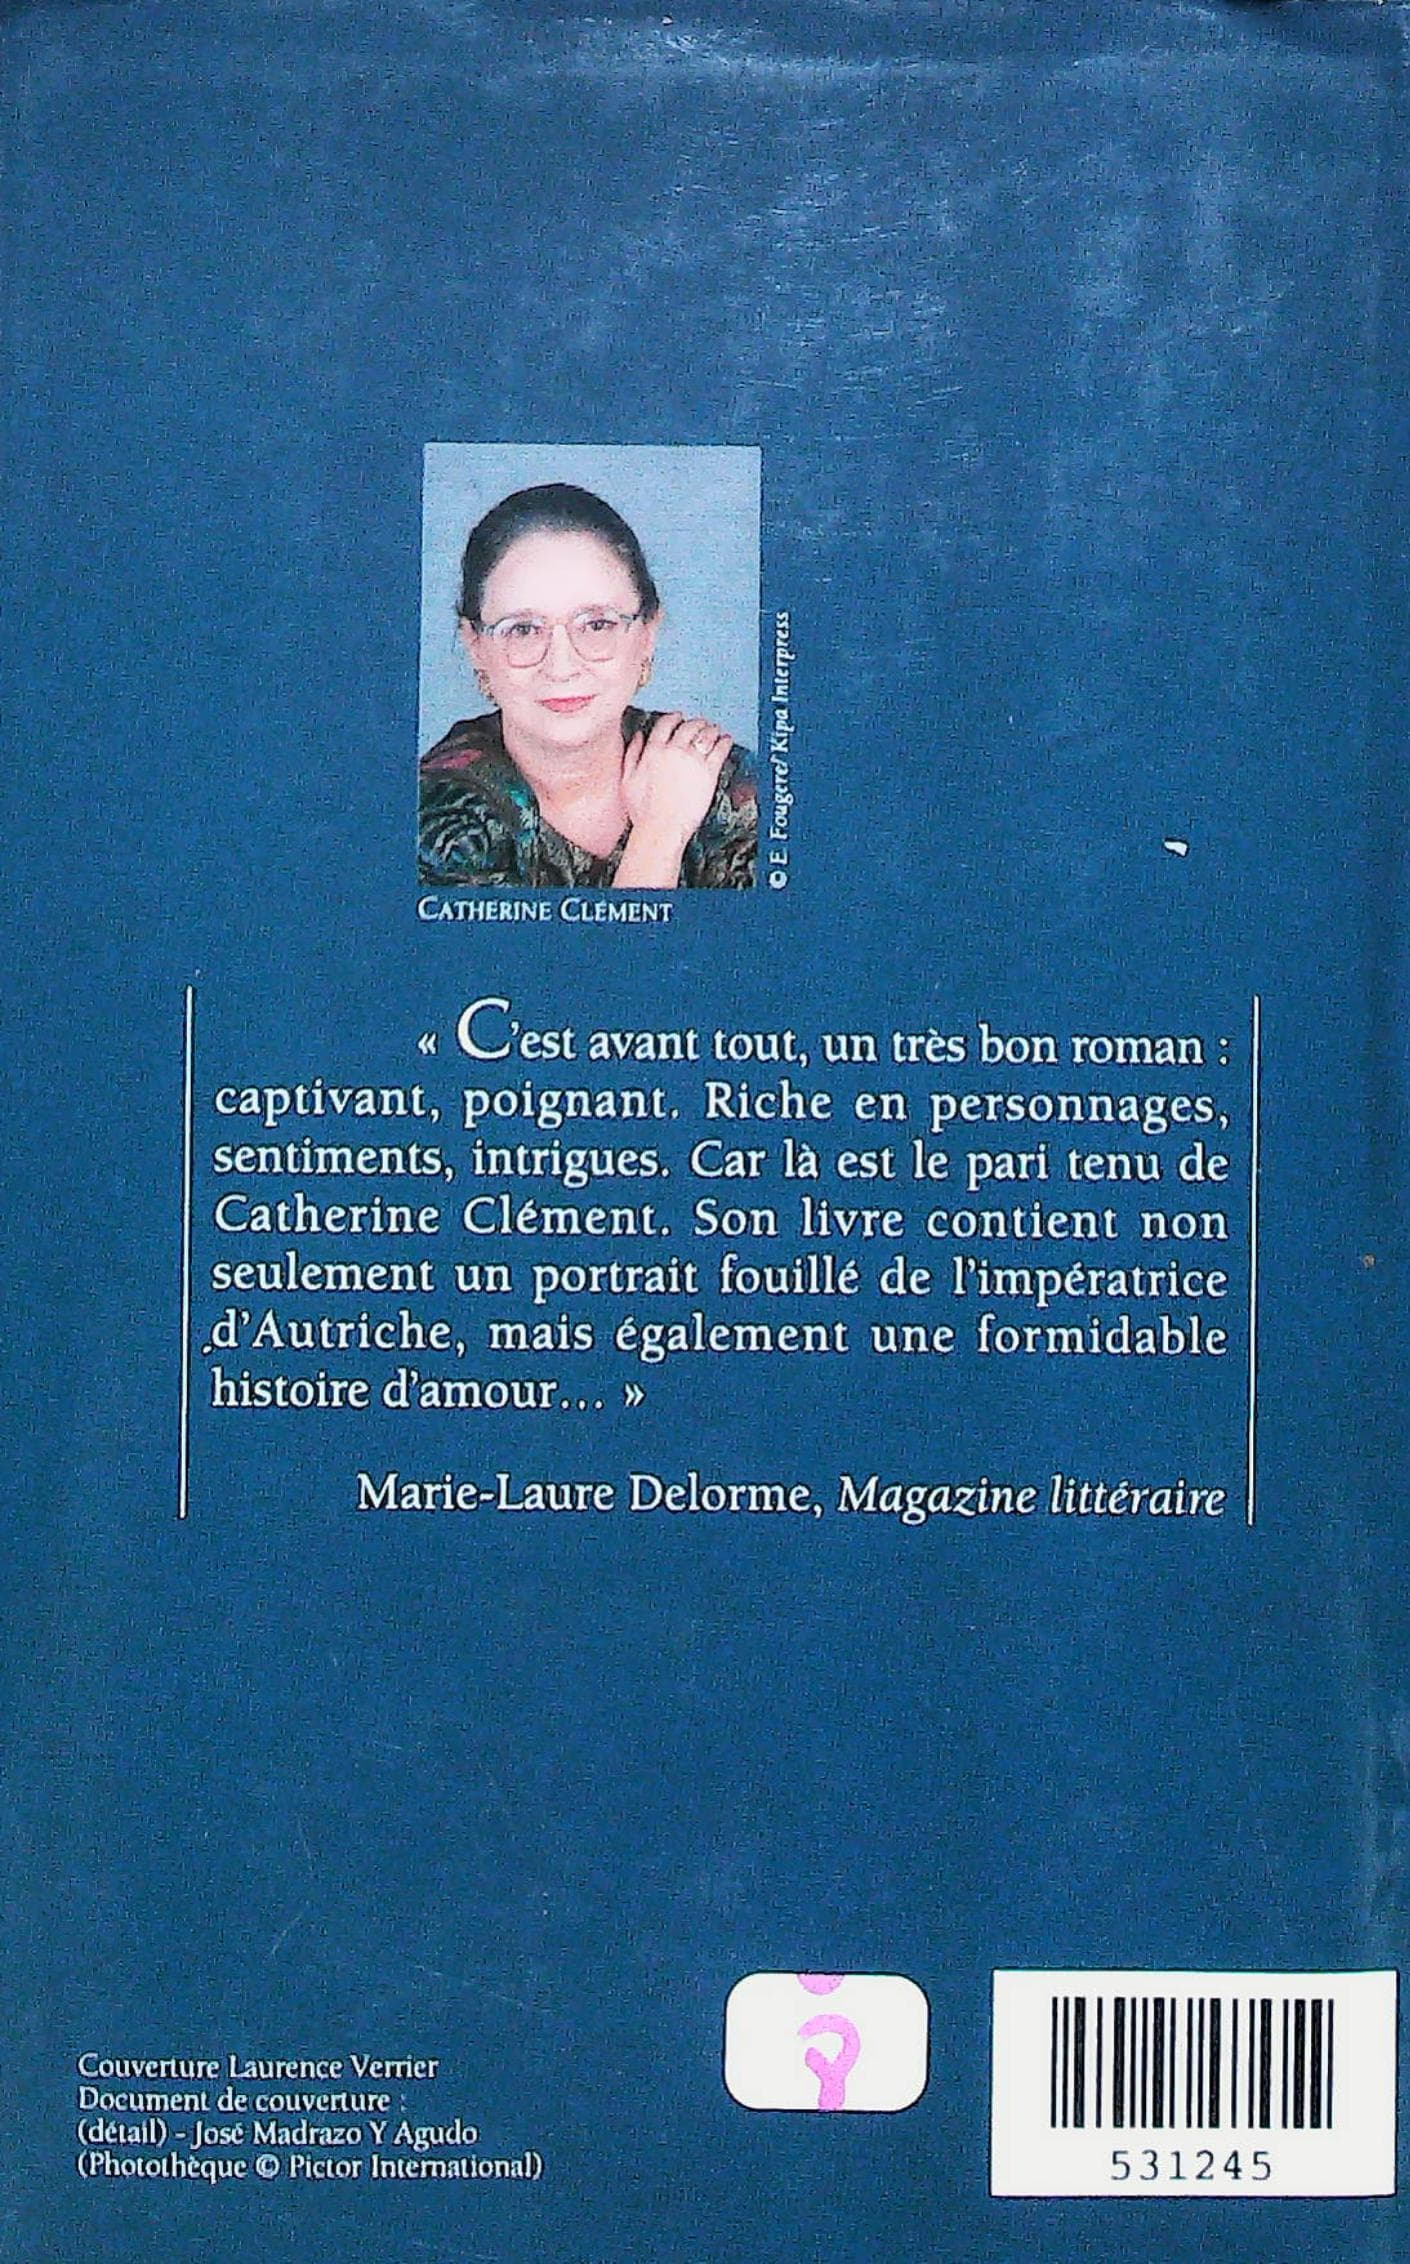 © E. Fougere/ Kipa Interpress
CATHERINE CLÉMENT
« C'est avant tout, un très bon roman :
captivant, poignant. Riche en personnages,
sentiments, intrigues. Car là est le pari tenu de
Catherine Clément. Son livre contient non
seulement un portrait fouillé de l'impératrice
d'Autriche, mais également une formidable
histoire d'amour... »
Marie-Laure Delorme, Magazine littéraire
Couverture Laurence Verrier
Document de couverture :
(détail) - José Madrazo Y Agudo
(Photothèque © Pictor International)
531245